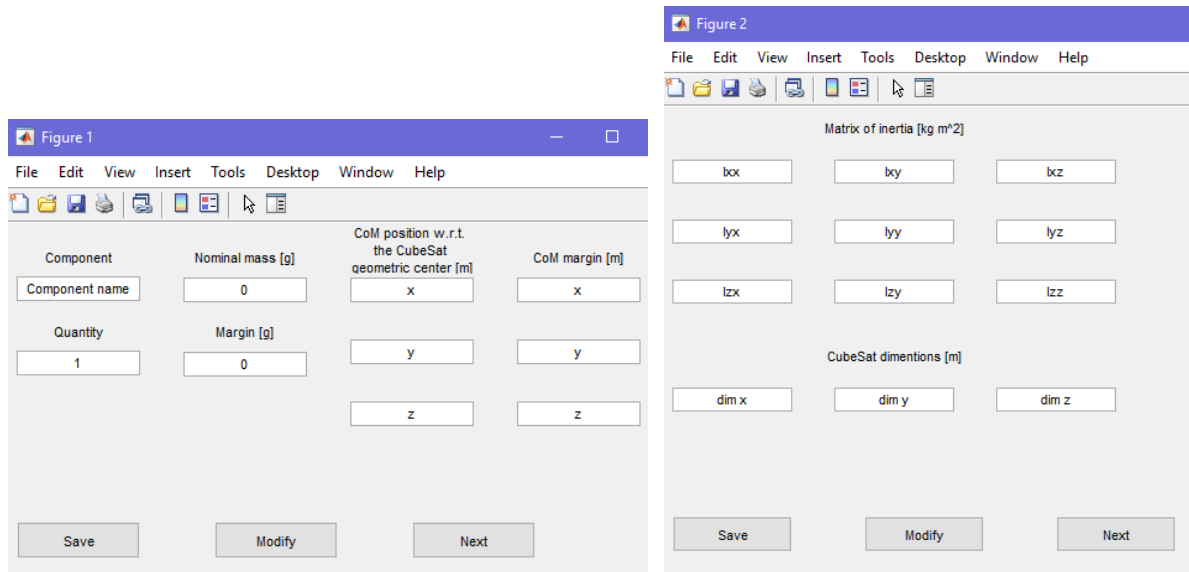 Figure 1
File Edit View Insert Tools Desktop Window Help
CoM position w.r.t.
the CubeSat
geometric center [m]
Component Nominal mass [g] CoM margin [m]
Component name 0 x x
Quantity Margin [g]
1 0 y y
z z
Save Modify Next
Figure 2
File Edit View Insert Tools Desktop Window Help
Matrix of inertia [kg m^2]
Ixx Ixy Ixz
Iyx Iyy Iyz
Izx Izy Izz
CubeSat dimentions [m]
dim x dim y dim z
Save Modify Next